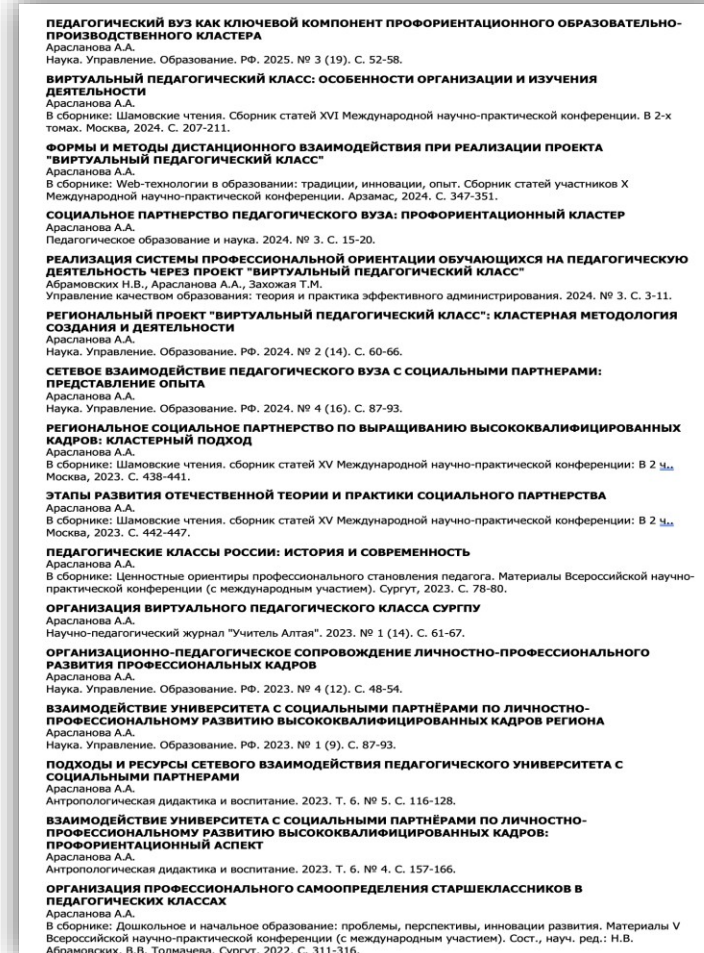 ПЕДАГОГИЧЕСКИЙ ВУЗ КАК КЛЮЧЕВОЙ КОМПОНЕНТ ПРОФОРИЕНТАЦИОННОГО ОБРАЗОВАТЕЛЬНО-
ПРОИЗВОДСТВЕННОГО КЛАСТЕРА
Арасланова А.А.
Наука. Управление. Образование. РФ. 2025. № 3 (19). С. 52-58.
ВИРТУАЛЬНЫЙ ПЕДАГОГИЧЕСКИЙ КЛАСС: ОСОБЕННОСТИ ОРГАНИЗАЦИИ И ИЗУЧЕНИЯ
ДЕЯТЕЛЬНОСТИ
Арасланова А.А.
В сборнике: Шамовские чтения. Сборник статей XVI Международной научно-практической конференции. В 2-х
томах. Москва, 2024. С. 207-211.
ФОРМЫ И МЕТОДЫ ДИСТАНЦИОННОГО ВЗАИМОДЕЙСТВИЯ ПРИ РЕАЛИЗАЦИИ ПРОЕКТА
"ВИРТУАЛЬНЫЙ ПЕДАГОГИЧЕСКИЙ КЛАСС"
Арасланова А.А.
В сборнике: Web-технологии в образовании: традиции, инновации, опыт. Сборник статей участников X
Международной научно-практической конференции. Арзамас, 2024. С. 347-351.
СОЦИАЛЬНОЕ ПАРТНЕРСТВО ПЕДАГОГИЧЕСКОГО ВУЗА: ПРОФОРИЕНТАЦИОННЫЙ КЛАСТЕР
Арасланова А.А.
Педагогическое образование и наука. 2024. № 3. С. 15-20.
РЕАЛИЗАЦИЯ СИСТЕМЫ ПРОФЕССИОНАЛЬНОЙ ОРИЕНТАЦИИ ОБУЧАЮЩИХСЯ НА ПЕДАГОГИЧЕСКУЮ
ДЕЯТЕЛЬНОСТЬ ЧЕРЕЗ ПРОЕКТ "ВИРТУАЛЬНЫЙ ПЕДАГОГИЧЕСКИЙ КЛАСС"
Абрамовских Н.В., Арасланова А.А., Захожая Т.М.
Управление качеством образования: теория и практика эффективного администрирования. 2024. № 3. С. 3-11.
РЕГИОНАЛЬНЫЙ ПРОЕКТ "ВИРТУАЛЬНЫЙ ПЕДАГОГИЧЕСКИЙ КЛАСС": КЛАСТЕРНАЯ МЕТОДОЛОГИЯ
СОЗДАНИЯ И ДЕЯТЕЛЬНОСТИ
Арасланова А.А.
Наука. Управление. Образование. РФ. 2024. № 2 (14). С. 60-66.
СЕТЕВОЕ ВЗАИМОДЕЙСТВИЕ ПЕДАГОГИЧЕСКОГО ВУЗА С СОЦИАЛЬНЫМИ ПАРТНЕРАМИ:
ПРЕДСТАВЛЕНИЕ ОПЫТА
Арасланова А.А.
Наука. Управление. Образование. РФ. 2024. № 4 (16). С. 87-93.
РЕГИОНАЛЬНОЕ СОЦИАЛЬНОЕ ПАРТНЕРСТВО ПО ВЫРАЩИВАНИЮ ВЫСОКОКВАЛИФИЦИРОВАННЫХ
КАДРОВ: КЛАСТЕРНЫЙ ПОДХОД
Арасланова А.А.
В сборнике: Шамовские чтения. сборник статей XV Международной научно-практической конференции: В 2 ч..
Москва, 2023. С. 438-441.
ЭТАПЫ РАЗВИТИЯ ОТЕЧЕСТВЕННОЙ ТЕОРИИ И ПРАКТИКИ СОЦИАЛЬНОГО ПАРТНЕРСТВА
Арасланова А.А.
В сборнике: Шамовские чтения. сборник статей XV Международной научно-практической конференции: В 2 ч..
Москва, 2023. С. 442-447.
ПЕДАГОГИЧЕСКИЕ КЛАССЫ РОССИИ: ИСТОРИЯ И СОВРЕМЕННОСТЬ
Арасланова А.А.
В сборнике: Ценностные ориентиры профессионального становления педагога. Материалы Всероссийской научно-
практической конференции (с международным участием). Сургут, 2023. С. 78-80.
ОРГАНИЗАЦИЯ ВИРТУАЛЬНОГО ПЕДАГОГИЧЕСКОГО КЛАССА СУРГПУ
Арасланова А.А.
Научно-педагогический журнал "Учитель Алтая". 2023. № 1 (14). С. 61-67.
ОРГАНИЗАЦИОННО-ПЕДАГОГИЧЕСКОЕ СОПРОВОЖДЕНИЕ ЛИЧНОСТНО-ПРОФЕССИОНАЛЬНОГО
РАЗВИТИЯ ПРОФЕССИОНАЛЬНЫХ КАДРОВ
Арасланова А.А.
Наука. Управление. Образование. РФ. 2023. № 4 (12). С. 48-54.
ВЗАИМОДЕЙСТВИЕ УНИВЕРСИТЕТА С СОЦИАЛЬНЫМИ ПАРТНЁРАМИ ПО ЛИЧНОСТНО-
ПРОФЕССИОНАЛЬНОМУ РАЗВИТИЮ ВЫСОКОКВАЛИФИЦИРОВАННЫХ КАДРОВ РЕГИОНА
Арасланова А.А.
Наука. Управление. Образование. РФ. 2023. № 1 (9). С. 87-93.
ПОДХОДЫ И РЕСУРСЫ СЕТЕВОГО ВЗАИМОДЕЙСТВИЯ ПЕДАГОГИЧЕСКОГО УНИВЕРСИТЕТА С
СОЦИАЛЬНЫМИ ПАРТНЕРАМИ
Арасланова А.А.
Антропологическая дидактика и воспитание. 2023. Т. 6. № 5. С. 116-128.
ВЗАИМОДЕЙСТВИЕ УНИВЕРСИТЕТА С СОЦИАЛЬНЫМИ ПАРТНЁРАМИ ПО ЛИЧНОСТНО-
ПРОФЕССИОНАЛЬНОМУ РАЗВИТИЮ ВЫСОКОКВАЛИФИЦИРОВАННЫХ КАДРОВ:
ПРОФОРИЕНТАЦИОННЫЙ АСПЕКТ
Арасланова А.А.
Антропологическая дидактика и воспитание. 2023. Т. 6. № 4. С. 157-166.
ОРГАНИЗАЦИЯ ПРОФЕССИОНАЛЬНОГО САМООПРЕДЕЛЕНИЯ СТАРШЕКЛАССНИКОВ В
ПЕДАГОГИЧЕСКИХ КЛАССАХ
Арасланова А.А.
В сборнике: Дошкольное и начальное образование: проблемы, перспективы, инновации развития. Материалы V
Всероссийской научно-практической конференции (с международным участием). Сост., науч. ред.: Н.В.
Абрамовских, В.В. Толмачева. Сургут, 2022. С. 311-316.